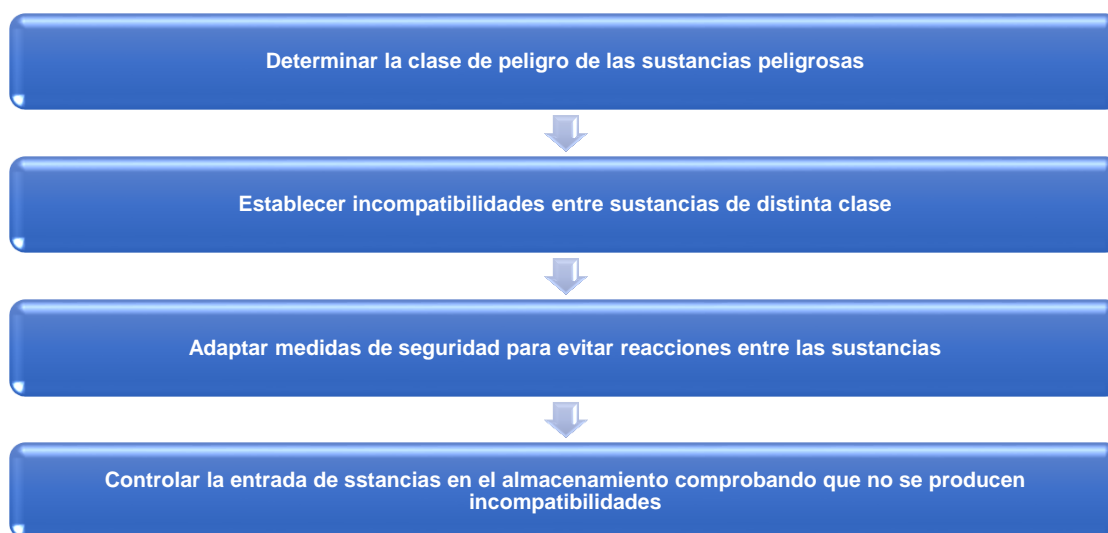 Determinar la clase de peligro de las sustancias peligrosas
Establecer incompatibilidades entre sustancias de distinta clase
Adaptar medidas de seguridad para evitar reacciones entre las sustancias
Controlar la entrada de sstancias en el almacenamiento comprobando que no se producen
incompatibilidades